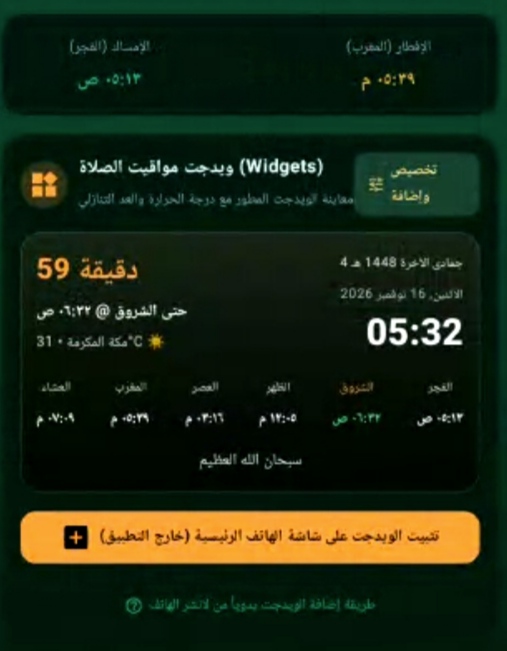 الإفطار (المغرب)
٠٥:٣٩ م
الإمساك (الفجر)
٠٥:١٣ ص
تخصيص وإضافة
(Widgets) ويدجت مواقيت الصلاة
معاينة الويدجت المطور مع درجة الحرارة والعد التنازلي
جمادى الآخرة 1448 هـ 4
الاثنين, 16 نوفمبر 2026
05:32
دقيقة 59
حتى الشروق @ ٠٦:٣٢ ص
31 • مكة المكرمة°C
الفجر الشروق الظهر العصر المغرب العشاء
٠٥:١٣ ص ٠٦:٣٢ ص ١٢:٠٥ م ٠٣:١٦ م ٠٥:٣٩ م ٠٧:٠٩ م
سبحان الله العظيم
تثبيت الويدجت على شاشة الهاتف الرئيسية (خارج التطبيق)
طريقة إضافة الويدجت يدوياً من لانشر الهاتف